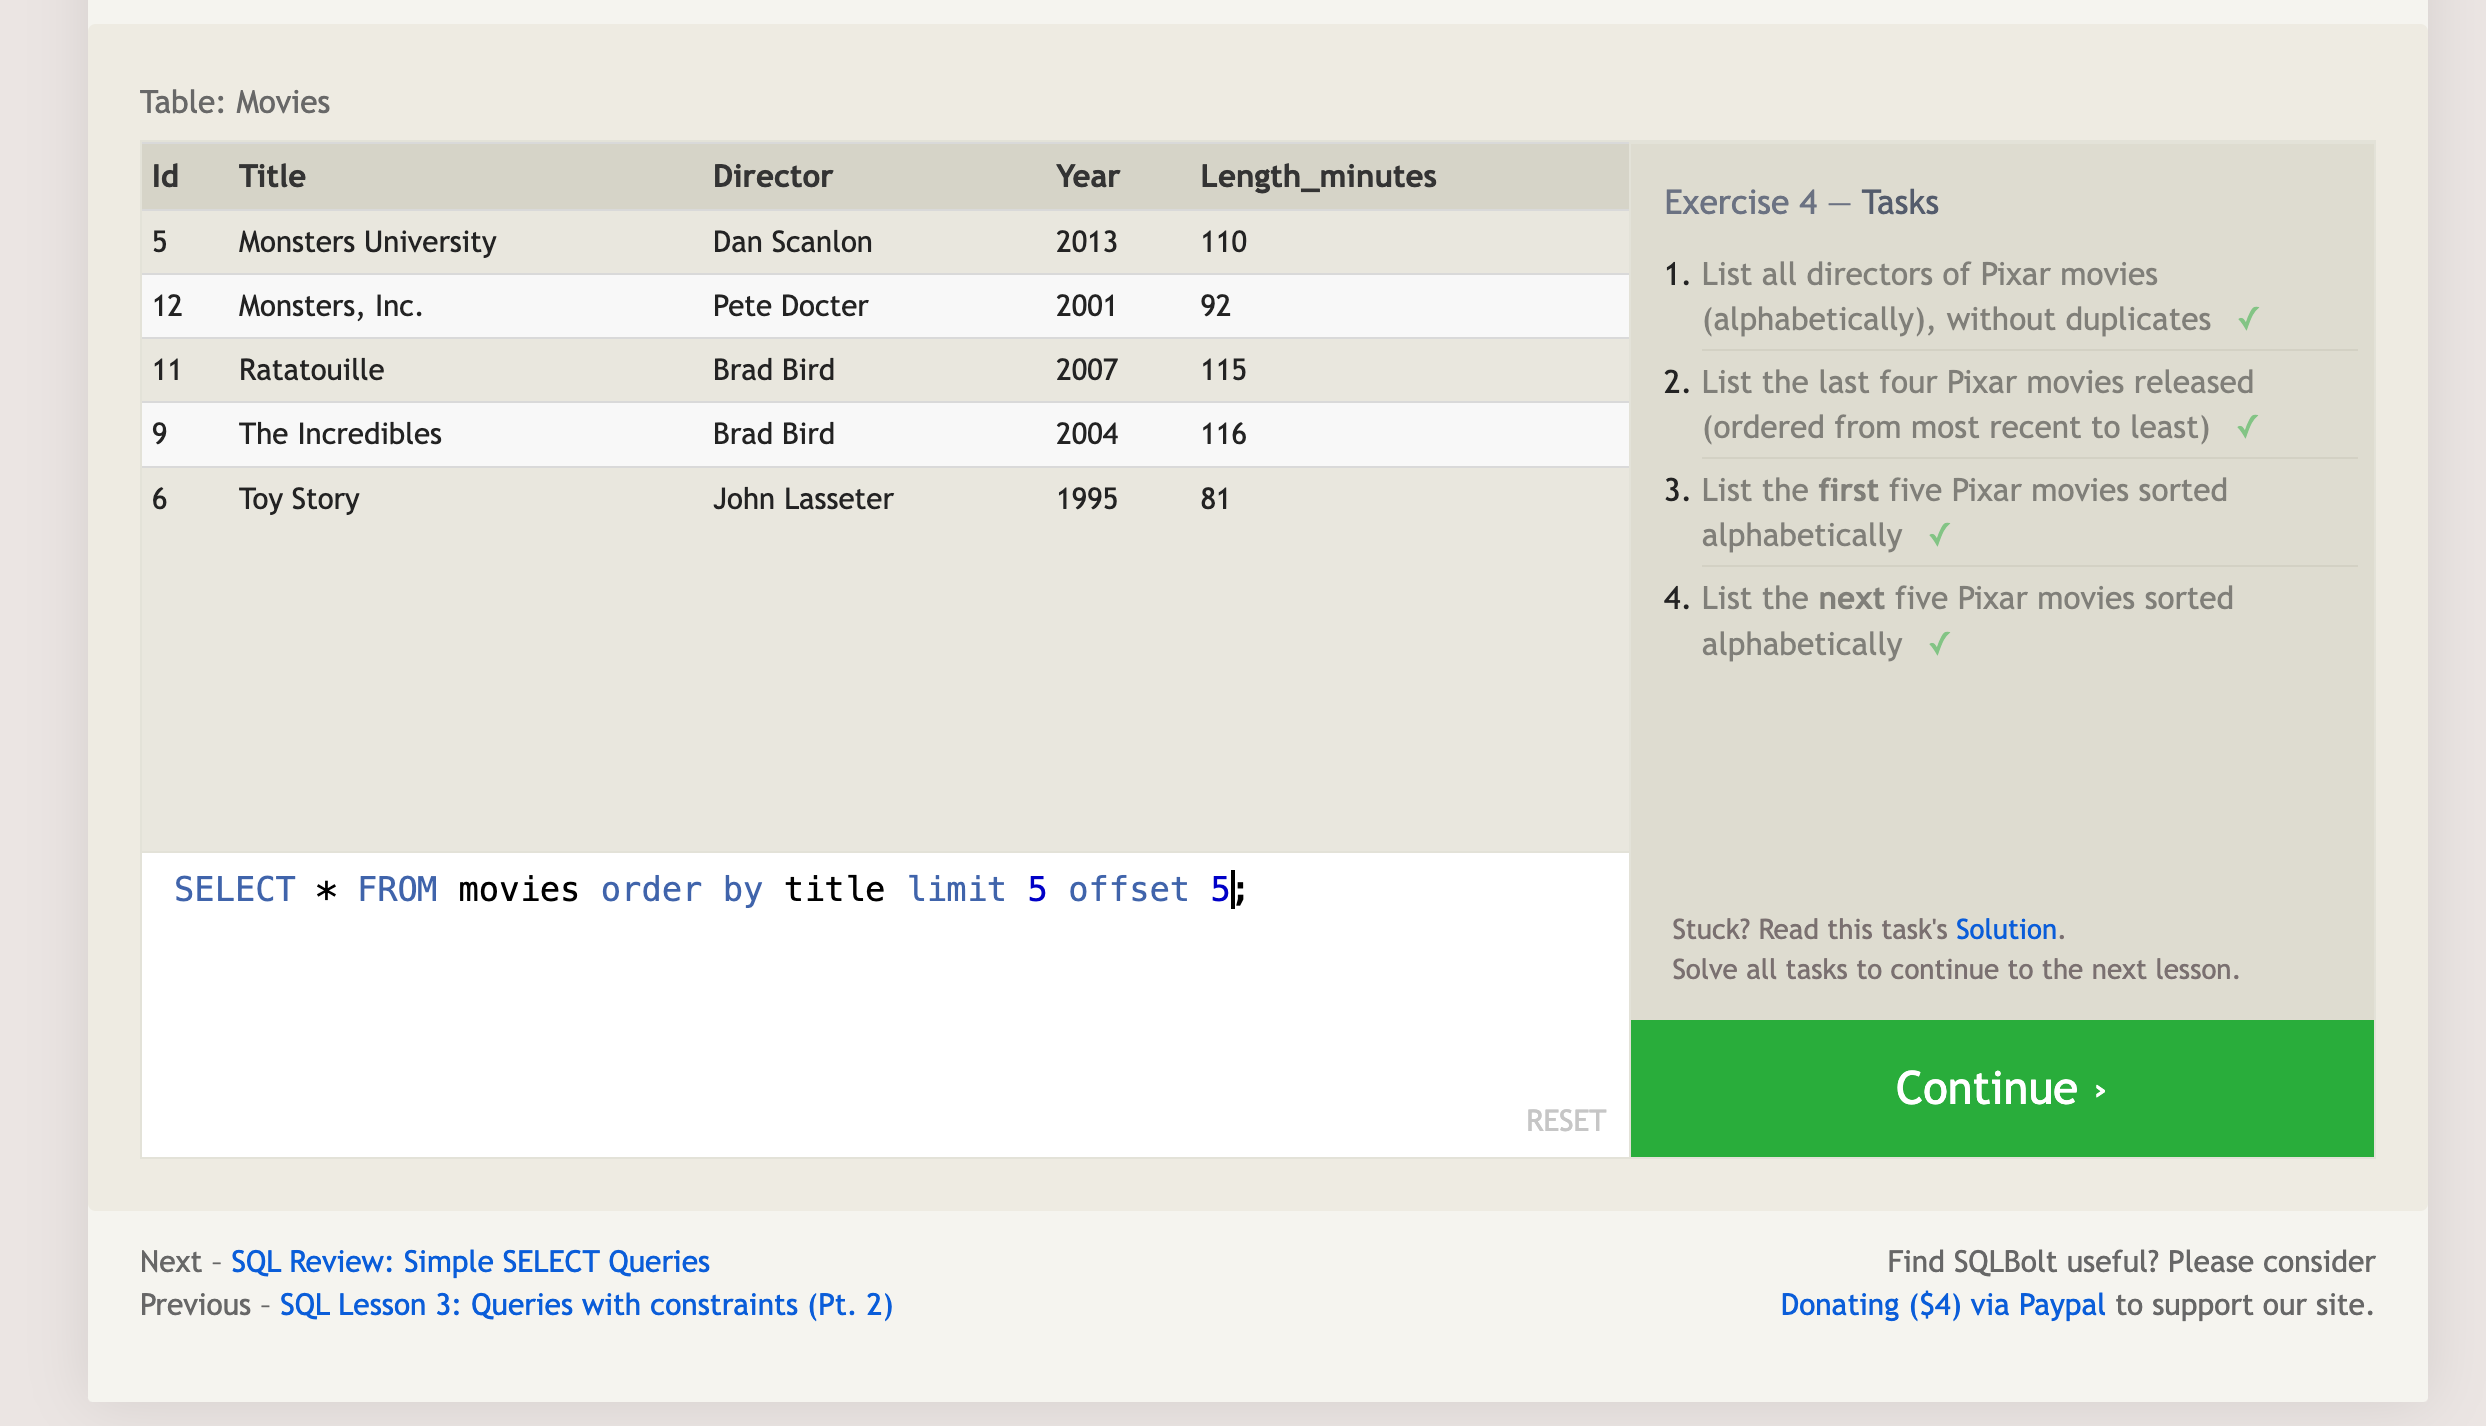 Table: Movies
Id Title Director Year Length_minutes
5 Monsters University Dan Scanlon 2013 110
12 Monsters, Inc. Pete Docter 2001 92
11 Ratatouille Brad Bird 2007 115
9 The Incredibles Brad Bird 2004 116
6 Toy Story John Lasseter 1995 81
SELECT * FROM movies order by title limit 5 offset 5;
RESET
Exercise 4 — Tasks
1. List all directors of Pixar movies
(alphabetically), without duplicates ✓
2. List the last four Pixar movies released
(ordered from most recent to least) ✓
3. List the first five Pixar movies sorted
alphabetically ✓
4. List the next five Pixar movies sorted
alphabetically ✓
Stuck? Read this task's Solution.
Solve all tasks to continue to the next lesson.
Continue ›
Next – SQL Review: Simple SELECT Queries
Previous – SQL Lesson 3: Queries with constraints (Pt. 2)
Find SQLBolt useful? Please consider
Donating ($4) via Paypal to support our site.